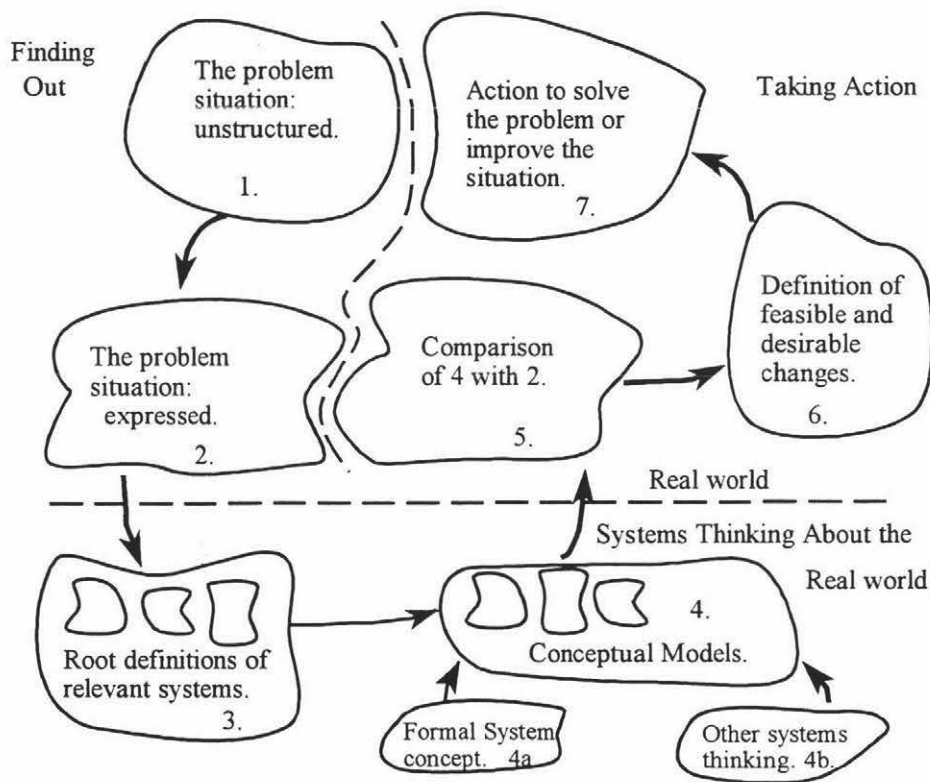 Finding
Out
The problem
situation:
unstructured.
1.
Action to solve
the problem or
improve the
situation.
7.
Taking Action
The problem
situation:
expressed.
2.
Comparison
of 4 with 2.
5.
Definition of
feasible and
desirable
changes.
6.
Real world
Systems Thinking About the
Real world
Root definitions of
relevant systems.
3.
4.
Conceptual Models.
Formal System
concept. 4a
Other systems
thinking. 4b.